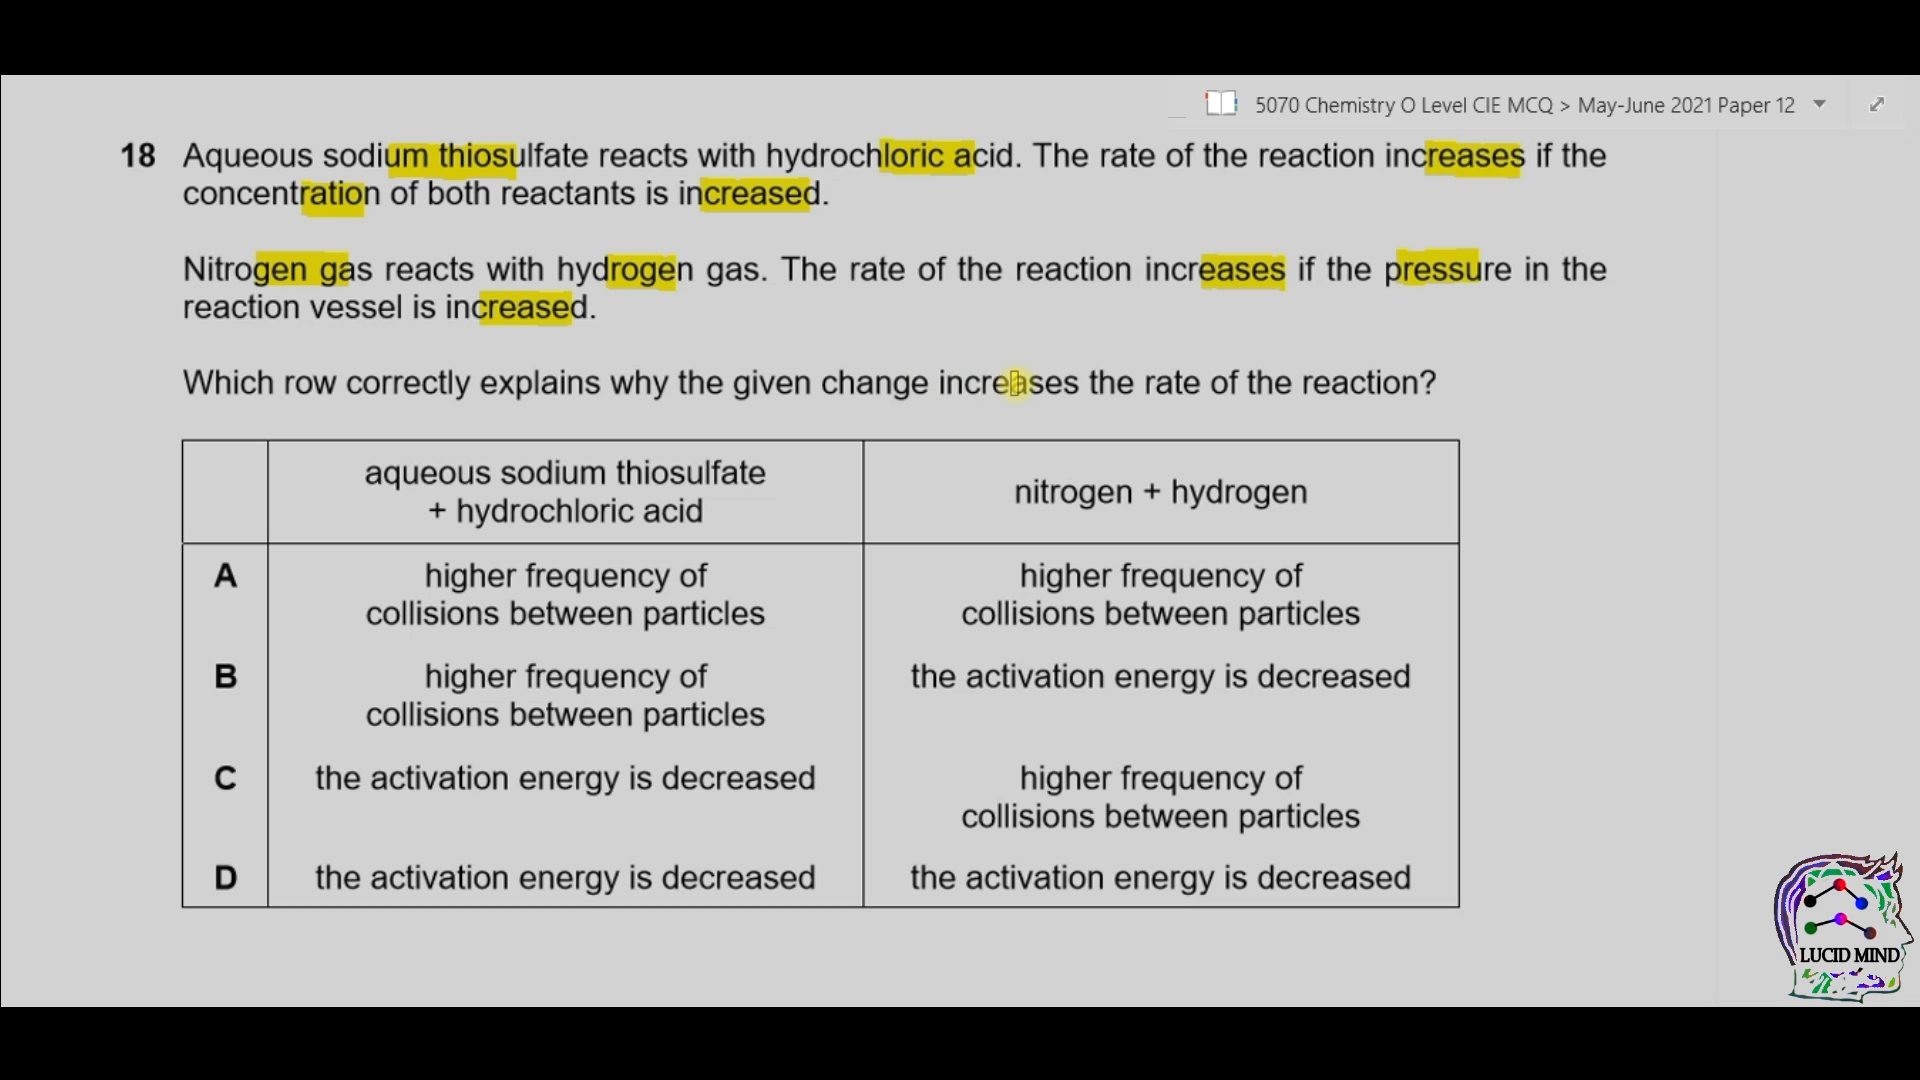 5070 Chemistry O Level CIE MCQ > May-June 2021 Paper 12
18 Aqueous sodium thiosulfate reacts with hydrochloric acid. The rate of the reaction increases if the
concentration of both reactants is increased.
Nitrogen gas reacts with hydrogen gas. The rate of the reaction increases if the pressure in the
reaction vessel is increased.
Which row correctly explains why the given change increases the rate of the reaction?
aqueous sodium thiosulfate
+ hydrochloric acid
nitrogen + hydrogen
A
higher frequency of
collisions between particles
higher frequency of
collisions between particles
B
higher frequency of
collisions between particles
the activation energy is decreased
C
the activation energy is decreased
higher frequency of
collisions between particles
D
the activation energy is decreased
the activation energy is decreased
LUCID MIND